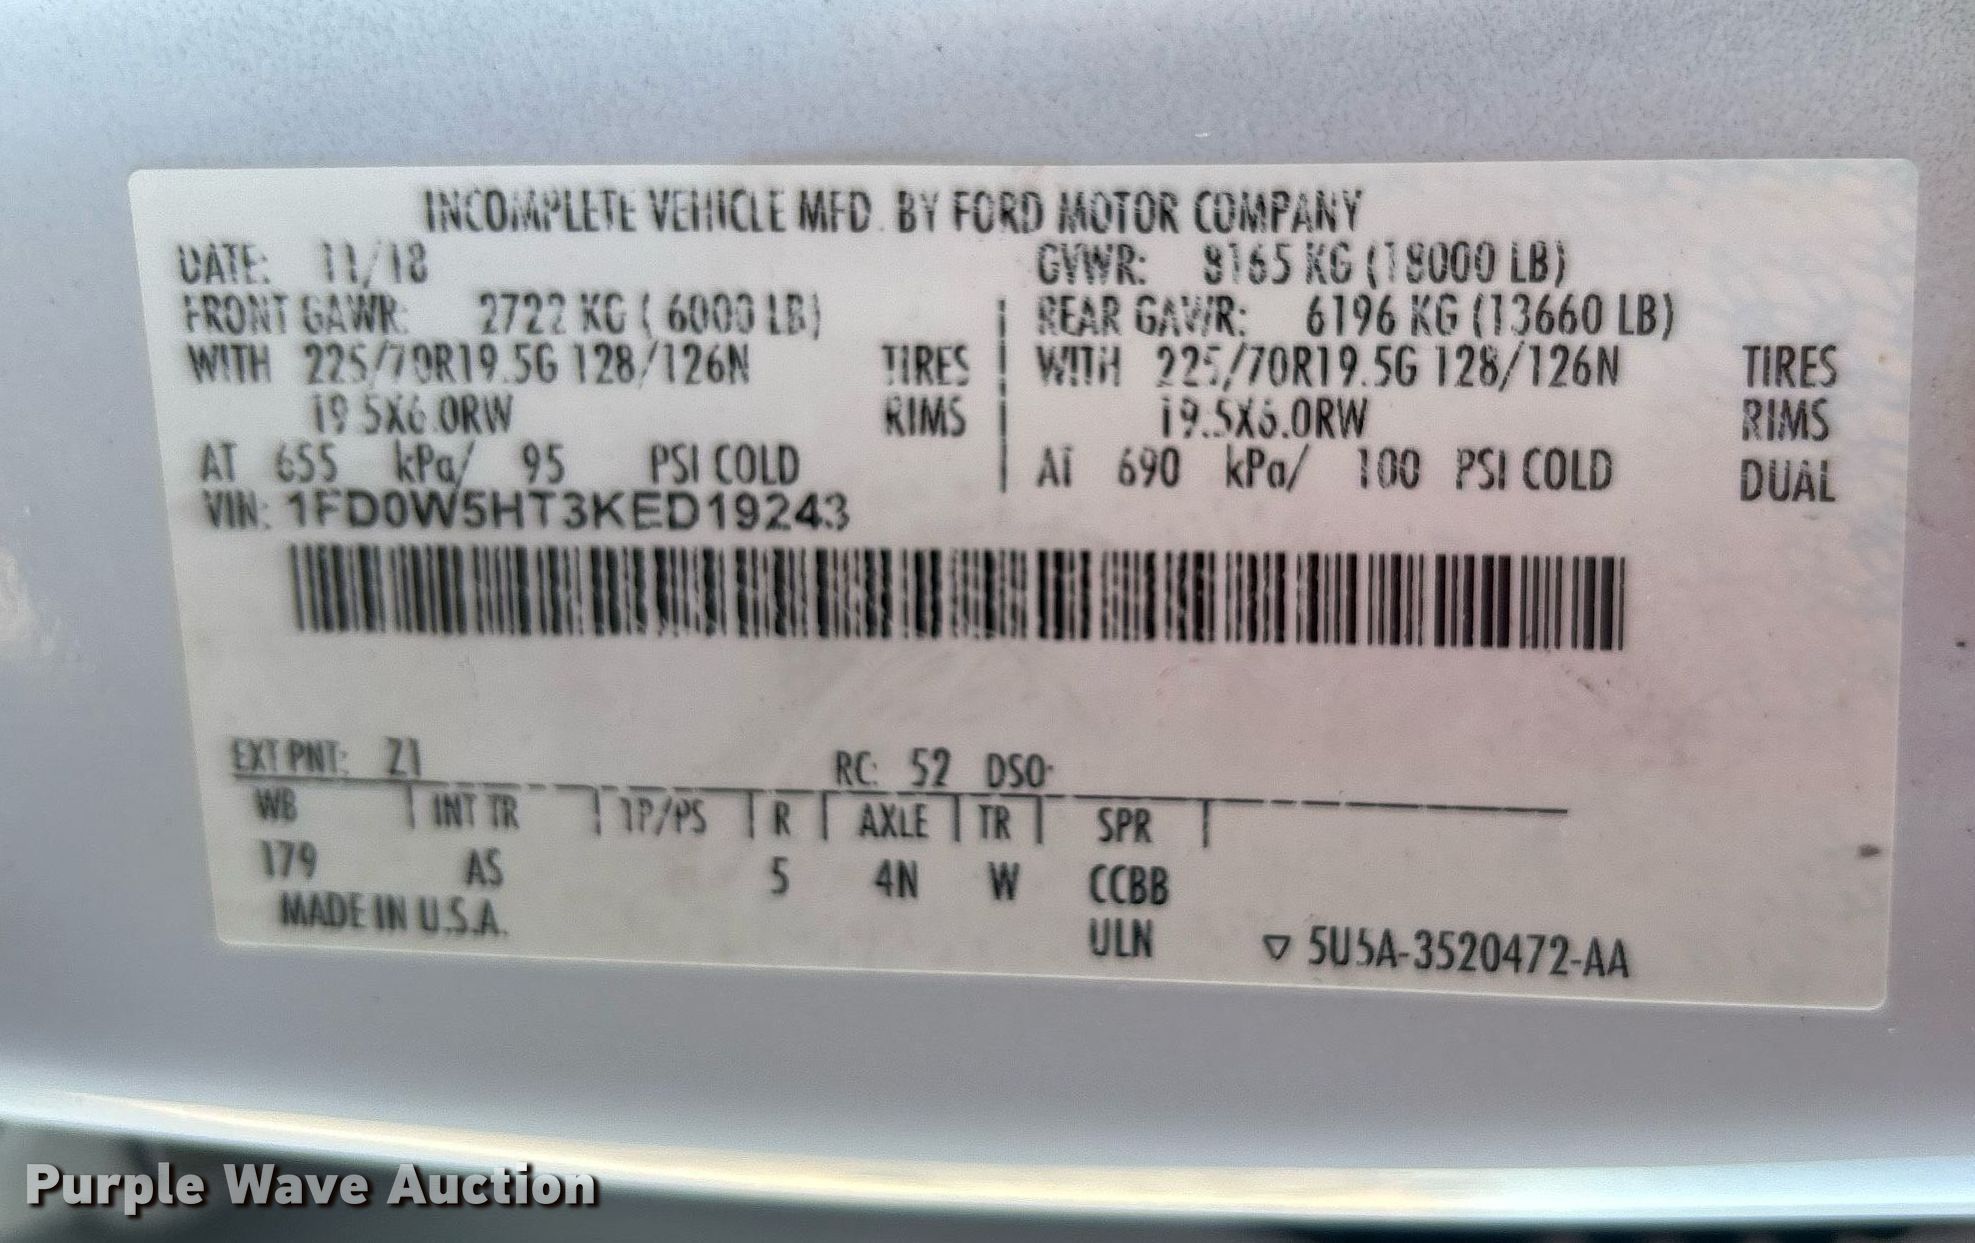 INCOMPLETE VEHICLE MFD. BY FORD MOTOR COMPANY
DATE: 11/18 GVWR: 8165 KG (18000 LB)
FRONT GAWR: 2722 KG ( 6000 LB) REAR GAWR: 6196 KG (13660 LB)
WITH 225/70R19.5G 128/126N TIRES WITH 225/70R19.5G 128/126N TIRES
19.5X6.0RW RIMS 19.5X6.0RW RIMS
AT 655 kPa/ 95 PSI COLD AT 690 kPa/ 100 PSI COLD DUAL
VIN: 1FD0W5HT3KED19243
EXT PNT: Z1 RC: 52 DSO:
WB INT TR TP/PS R AXLE TR SPR
179 AS 5 4N W CCBB
MADE IN U.S.A. ULN ▽ 5U5A-3520472-AA
Purple Wave Auction